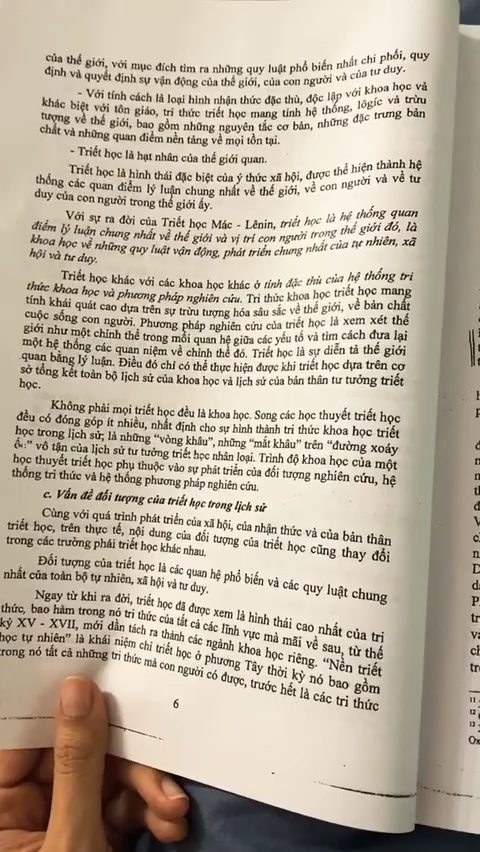 của thế giới, với mục đích tìm ra những quy luật phổ biến nhất chi phối, quy
định và quyết định sự vận động của thế giới, của con người và của tư duy.
- Với tính cách là loại hình nhận thức đặc thù, độc lập với khoa học và
khác biệt với tôn giáo, tri thức triết học mang tính hệ thống, lôgíc và trừu
tượng về thế giới, bao gồm những nguyên tắc cơ bản, những đặc trưng bản
chất và những quan điểm nền tảng về mọi tồn tại.
- Triết học là hạt nhân của thế giới quan.
Triết học là hình thái đặc biệt của ý thức xã hội, được thể hiện thành hệ
thống các quan điểm lý luận chung nhất về thế giới, về con người và về tư
duy của con người trong thế giới ấy.
Với sự ra đời của Triết học Mác - Lênin, triết học là hệ thống quan
điểm lý luận chung nhất về thế giới và vị trí con người trong thế giới đó, là
khoa học về những quy luật vận động, phát triển chung nhất của tự nhiên, xã
hội và tư duy.
Triết học khác với các khoa học khác ở tính đặc thù của hệ thống tri
thức khoa học và phương pháp nghiên cứu. Tri thức khoa học triết học mang
tính khái quát cao dựa trên sự trừu tượng hóa sâu sắc về thế giới, về bản chất
cuộc sống con người. Phương pháp nghiên cứu của triết học là xem xét thế
giới như một chỉnh thể trong mối quan hệ giữa các yếu tố và tìm cách đưa lại
một hệ thống các quan niệm về chỉnh thể đó. Triết học là sự diễn tả thế giới
quan bằng lý luận. Điều đó chỉ có thể thực hiện được khi triết học dựa trên cơ
sở tổng kết toàn bộ lịch sử của khoa học và lịch sử của bản thân tư tưởng triết
học.
Không phải mọi triết học đều là khoa học. Song các học thuyết triết học
đều có đóng góp ít nhiều, nhất định cho sự hình thành tri thức khoa học triết
học trong lịch sử; là những “vòng khâu”, những “mắt khâu” trên “đường xoáy
ốc” vô tận của lịch sử tư tưởng triết học nhân loại. Trình độ khoa học của một
học thuyết triết học phụ thuộc vào sự phát triển của đối tượng nghiên cứu, hệ
thống tri thức và hệ thống phương pháp nghiên cứu.
c. Vấn đề đối tượng của triết học trong lịch sử
Cùng với quá trình phát triển của xã hội, của nhận thức và của bản thân
triết học, trên thực tế, nội dung của đối tượng của triết học cũng thay đổi
trong các trường phái triết học khác nhau.
Đối tượng của triết học là các quan hệ phổ biến và các quy luật chung
nhất của toàn bộ tự nhiên, xã hội và tư duy.
Ngay từ khi ra đời, triết học đã được xem là hình thái cao nhất của tri
thức, bao hàm trong nó tri thức của tất cả các lĩnh vực mà mãi về sau, từ thế
kỷ XV - XVII, mới dần tách ra thành các ngành khoa học riêng. “Nền triết
học tự nhiên” là khái niệm chỉ triết học ở phương Tây thời kỳ nó bao gồm
trong nó tất cả những tri thức mà con người có được, trước hết là các tri thức
6